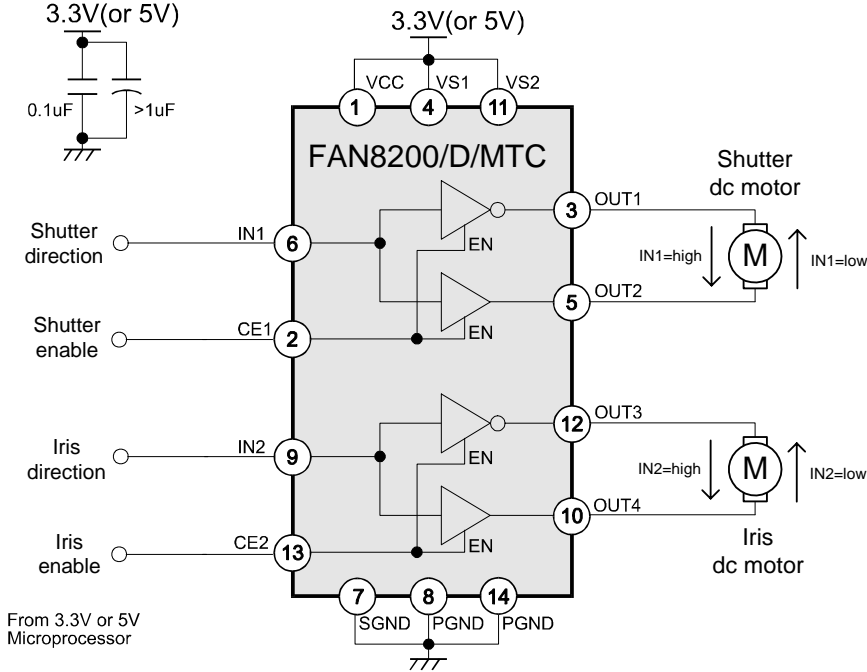 3.3V(or 5V)
3.3V(or 5V)
0.1uF
>1uF
VCC
VS1
VS2
1
4
11
FAN8200/D/MTC
Shutter
dc motor
Shutter
direction
IN1
6
EN
3
OUT1
IN1=high
M
IN1=low
Shutter
enable
CE1
2
EN
5
OUT2
Iris
direction
IN2
9
EN
12
OUT3
IN2=high
M
IN2=low
Iris
enable
CE2
13
EN
10
OUT4
Iris
dc motor
7
8
14
SGND
PGND
PGND
From 3.3V or 5V
Microprocessor